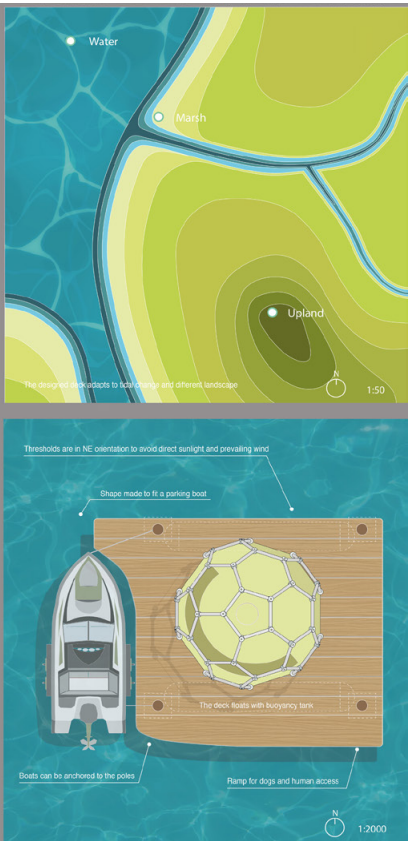 Water
Marsh
Upland
The designed deck adapts to tidal change and different landscape
N
1:50
Thresholds are in NE orientation to avoid direct sunlight and prevailing wind
Shape made to fit a parking boat
The deck floats with buoyancy tank
Boats can be anchored to the poles
Ramp for dogs and human access
N
1:2000